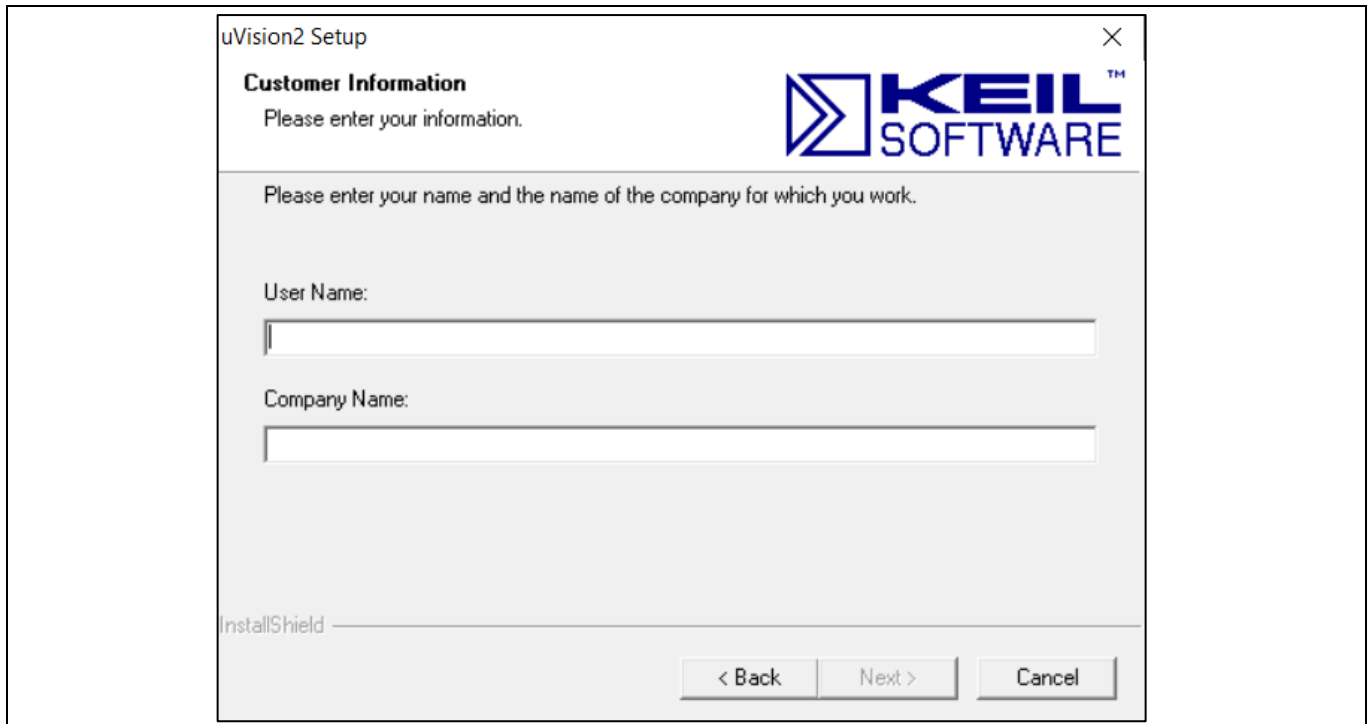 uVision2 Setup
Customer Information
Please enter your information.
KEIL™
SOFTWARE
Please enter your name and the name of the company for which you work.
User Name:
Company Name:
InstallShield
< Back Next > Cancel